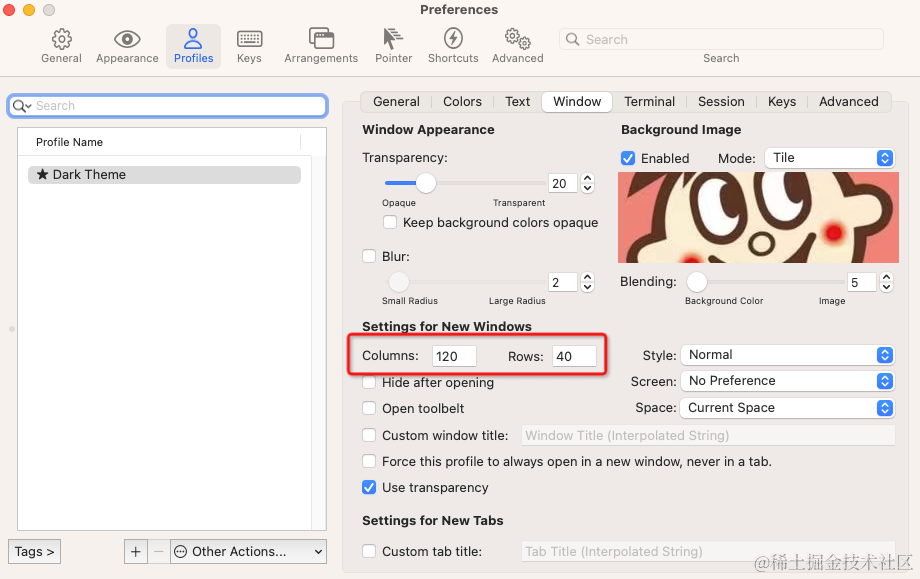 Preferences
General Appearance Profiles Keys Arrangements Pointer Shortcuts Advanced Search
Search
Search
Profile Name
★ Dark Theme
Tags >
+ − Other Actions...
General Colors Text Window Terminal Session Keys Advanced
Window Appearance
Transparency:
20
Opaque Transparent
Keep background colors opaque
Blur:
2
Small Radius Large Radius
Background Image
Enabled Mode: Tile
Blending: 5
Background Color Image
Settings for New Windows
Columns: 120 Rows: 40
Style: Normal
Hide after opening
Screen: No Preference
Open toolbelt
Space: Current Space
Custom window title: Window Title (Interpolated String)
Force this profile to always open in a new window, never in a tab.
Use transparency
Settings for New Tabs
Custom tab title: Tab Title (Interpolated String)
@稀土掘金技术社区